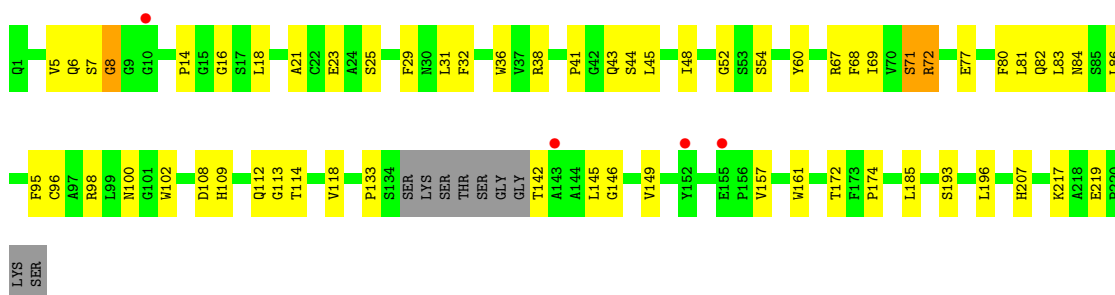 Q1 V5 Q6 S7 G8 G9 G10 P14 G15 G16 S17 L18 A21 C22 E23 A24 S25 F29 N30 L31 F32 W36 V37 R38 P41 G42 Q43 S44 L45 I48 G52 S53 S54 Y60 R67 F68 I69 V70 S71 R72 E77 F80 L81 Q82 L83 N84 S85 L86
F95 C96 A97 R98 L99 N100 G101 W102 D108 H109 Q112 G113 T114 V118 P133 S134 SER LYS SER THR SER GLY GLY T142 A143 A144 L145 G146 V149 Y152 E155 P156 V157 W161 T172 F173 P174 L185 S193 L196 H207 K217 A218 E219
LYS SER